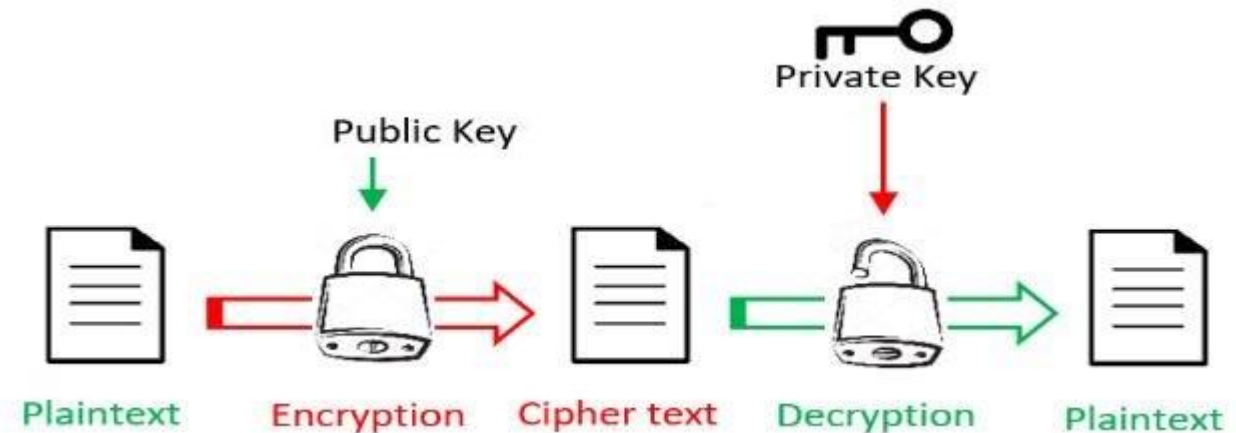 Private Key
Public Key
Plaintext
Encryption
Cipher text
Decryption
Plaintext